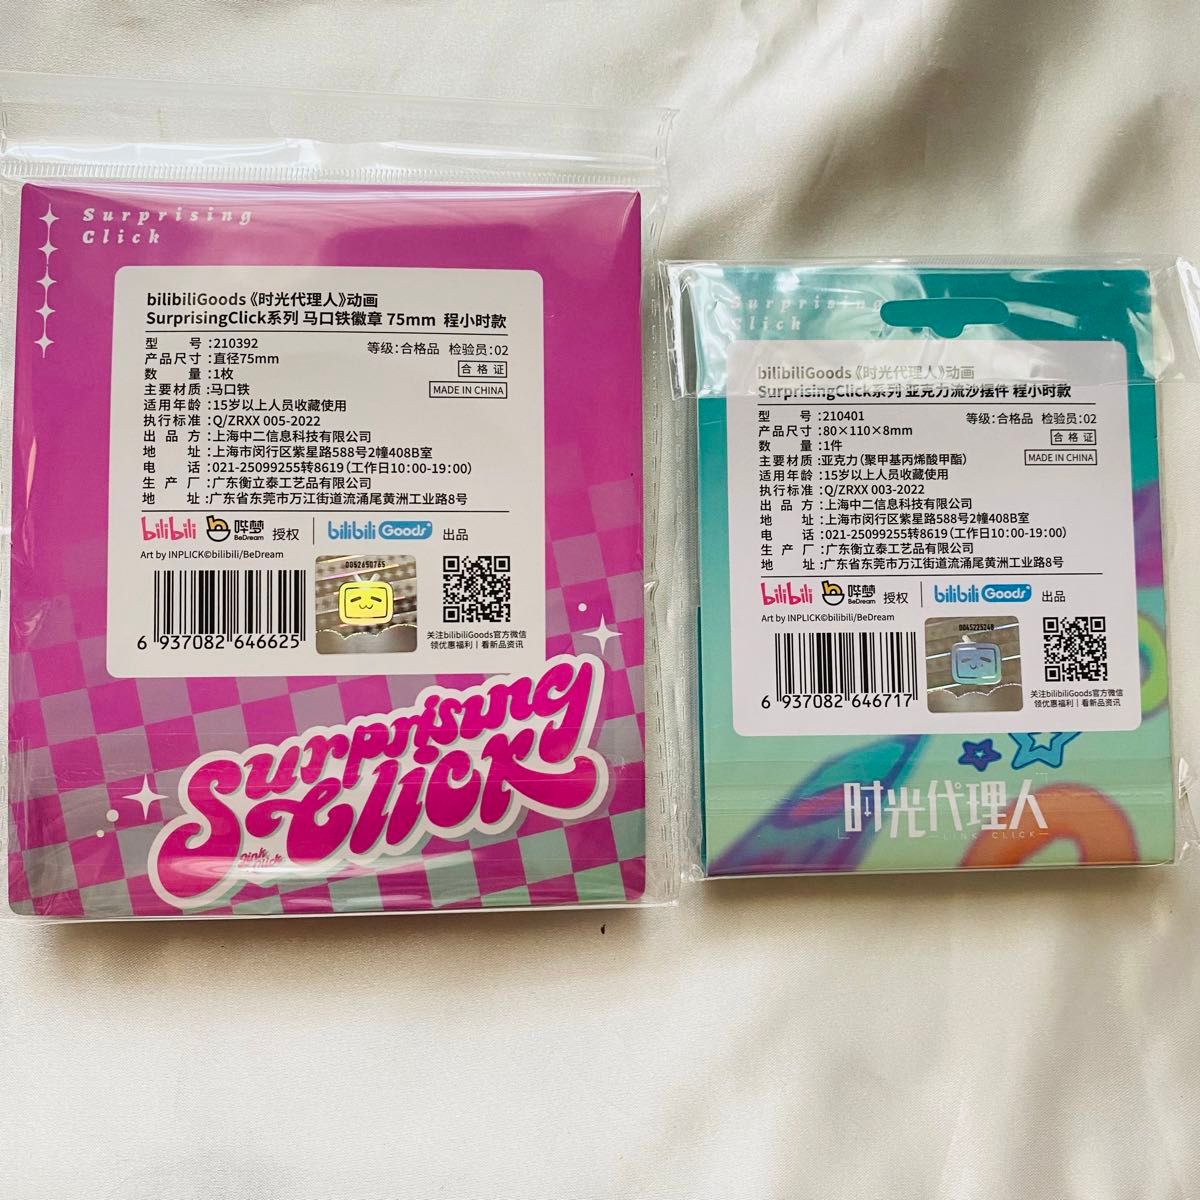 Surprising
Click
bilibiliGoods《时光代理人》动画
SurprisingClick系列 马口铁徽章 75mm 程小时款
型 号:210392
等级:合格品 检验员:02
产品尺寸:直径75mm
合格证
数 量:1枚
MADE IN CHINA
主要材质:马口铁
适用年龄:15岁以上人员收藏使用
执行标准:Q/ZRXX 005-2022
出 品 方:上海中二信息科技有限公司
地 址:上海市闵行区紫星路588号2幢408B室
电 话:021-25099255转8619(工作日10:00-19:00)
生 产 厂:广东衡立泰工艺品有限公司
地 址:广东省东莞市万江街道流涌尾黄洲工业路8号
bilibili 哔梦 BeDream 授权 | bilibili Goods 出品
Art by INPLICK©bilibili/BeDream
0052650765
6 937082 646625
关注bilibiliGoods官方微信
领优惠福利｜看新品资讯
Surprising
Click
Surprising
Click
bilibiliGoods《时光代理人》动画
SurprisingClick系列 亚克力流沙摆件 程小时款
型 号:210401
等级:合格品 检验员:02
产品尺寸:80×110×8mm
合格证
数 量:1件
MADE IN CHINA
主要材质:亚克力(聚甲基丙烯酸甲酯)
适用年龄:15岁以上人员收藏使用
执行标准:Q/ZRXX 003-2022
出 品 方:上海中二信息科技有限公司
地 址:上海市闵行区紫星路588号2幢408B室
电 话:021-25099255转8619(工作日10:00-19:00)
生 产 厂:广东衡立泰工艺品有限公司
地 址:广东省东莞市万江街道流涌尾黄洲工业路8号
bilibili 哔梦 BeDream 授权 | bilibili Goods 出品
Art by INPLICK©bilibili/BeDream
0045225248
6 937082 646717
关注bilibiliGoods官方微信
领优惠福利｜看新品资讯
时光代理人
LINK CLICK